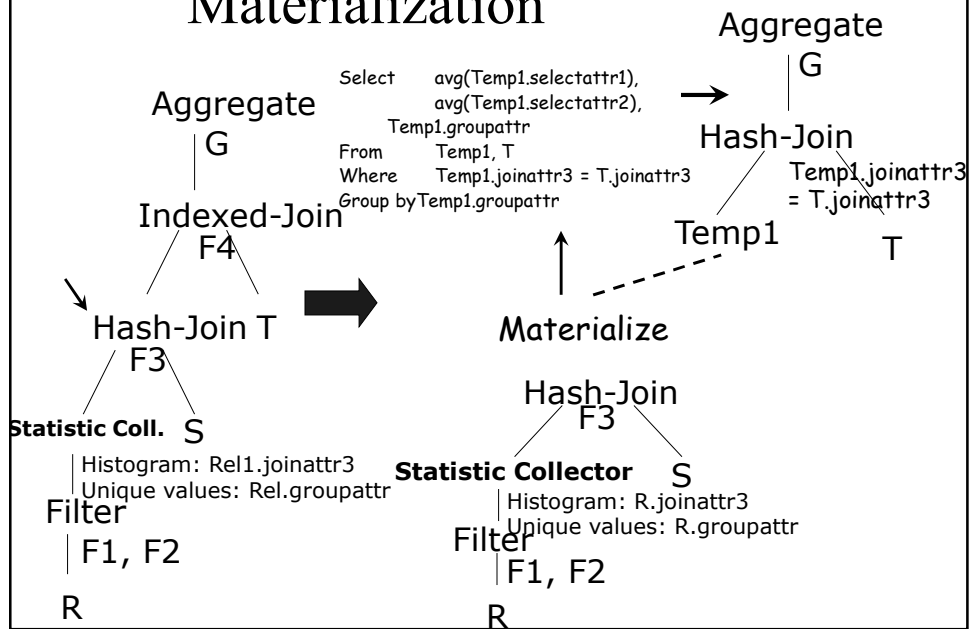 Materialization
Aggregate
G
Indexed-Join
F4
Hash-Join T
F3
Statistic Coll. S
Histogram: Rel1.joinattr3
Unique values: Rel.groupattr
Filter
F1, F2
R
Select avg(Temp1.selectattr1),
avg(Temp1.selectattr2),
Temp1.groupattr
From Temp1, T
Where Temp1.joinattr3 = T.joinattr3
Group by Temp1.groupattr
Materialize
Hash-Join
F3
Statistic Collector S
Histogram: R.joinattr3
Unique values: R.groupattr
Filter
F1, F2
R
Aggregate
G
Hash-Join
Temp1.joinattr3
= T.joinattr3
Temp1
T